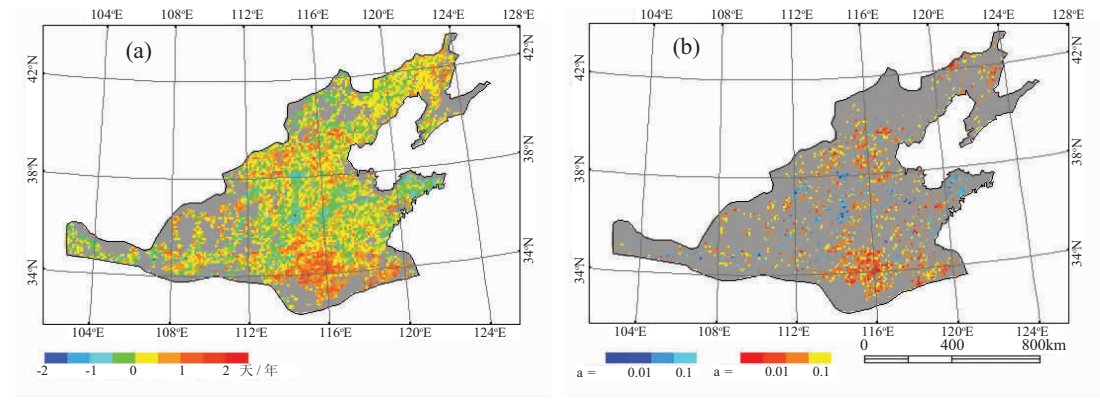 104°E 108°E 112°E 116°E 120°E 124°E 128°E
(a)
42°N 42°N
38°N 38°N
34°N 34°N
104°E 108°E 112°E 116°E 120°E 124°E
-2 -1 0 1 2 天/年
104°E 108°E 112°E 116°E 120°E 124°E 128°E
(b)
42°N 42°N
38°N 38°N
34°N 34°N
104°E 108°E 112°E 116°E 120°E 124°E
0 400 800km
a = 0.01 0.1 a = 0.01 0.1